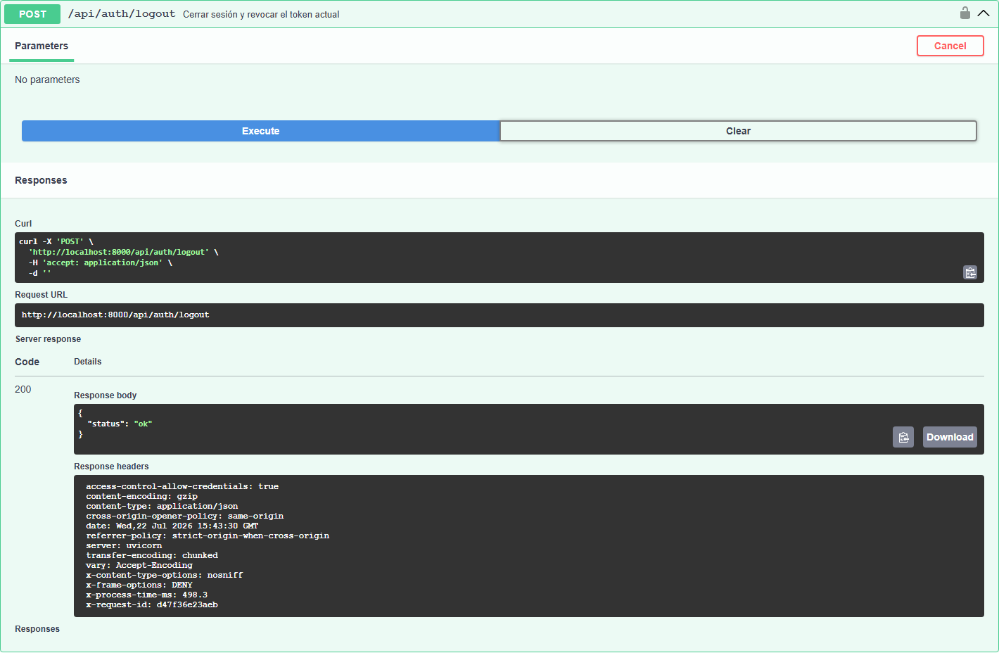 POST /api/auth/logout Cerrar sesión y revocar el token actual
Parameters
Cancel
No parameters
Execute
Clear
Responses
Curl
curl -X 'POST' \
'http://localhost:8000/api/auth/logout' \
-H 'accept: application/json' \
-d ''
Request URL
http://localhost:8000/api/auth/logout
Server response
Code Details
200
Response body
{
"status": "ok"
}
Download
Response headers
access-control-allow-credentials: true
content-encoding: gzip
content-type: application/json
cross-origin-opener-policy: same-origin
date: Wed,22 Jul 2026 15:43:30 GMT
referrer-policy: strict-origin-when-cross-origin
server: uvicorn
transfer-encoding: chunked
vary: Accept-Encoding
x-content-type-options: nosniff
x-frame-options: DENY
x-process-time-ms: 498.3
x-request-id: d47f36e23aeb
Responses